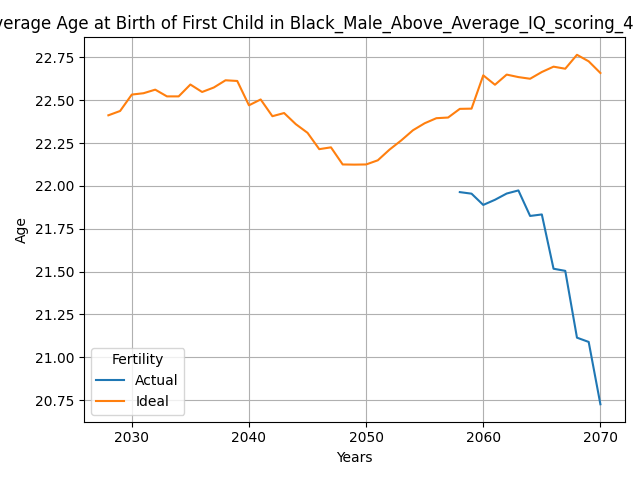 verage Age at Birth of First Child in Black_Male_Above_Average_IQ_scoring_4
22.75
22.50
22.25
22.00
21.75
21.50
21.25
21.00
20.75
Age
Fertility
Actual
Ideal
2030 2040 2050 2060 2070
Years